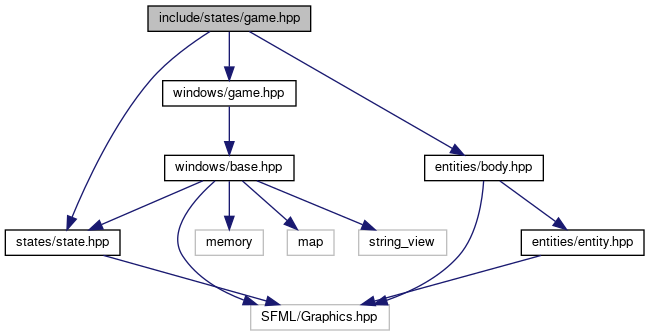 include/states/game.hpp
windows/game.hpp
windows/base.hpp
entities/body.hpp
states/state.hpp
memory
map
string_view
entities/entity.hpp
SFML/Graphics.hpp